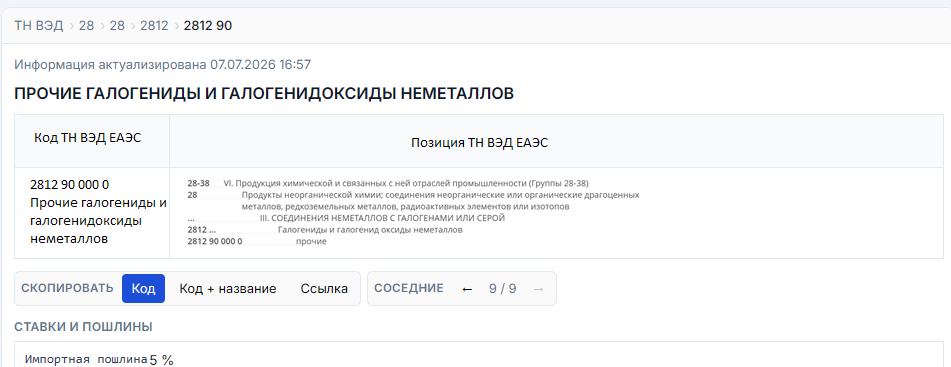 ТН ВЭД › 28 › 28 › 2812 › 2812 90
Информация актуализирована 07.07.2026 16:57
ПРОЧИЕ ГАЛОГЕНИДЫ И ГАЛОГЕНИДОКСИДЫ НЕМЕТАЛЛОВ
Код ТН ВЭД ЕАЭС
Позиция ТН ВЭД ЕАЭС
2812 90 000 0
Прочие галогениды и
галогенидоксиды
неметаллов
28-38 VI. Продукция химической и связанных с ней отраслей промышленности (Группы 28-38)
28 Продукты неорганической химии; соединения неорганические или органические драгоценных
металлов, редкоземельных металлов, радиоактивных элементов или изотопов
... III. СОЕДИНЕНИЯ НЕМЕТАЛЛОВ С ГАЛОГЕНАМИ ИЛИ СЕРОЙ
2812 ... Галогениды и галогенид оксиды неметаллов
2812 90 000 0 прочие
СКОПИРОВАТЬ Код Код + название Ссылка СОСЕДНИЕ ← 9 / 9 →
СТАВКИ И ПОШЛИНЫ
Импортная пошлина 5 %